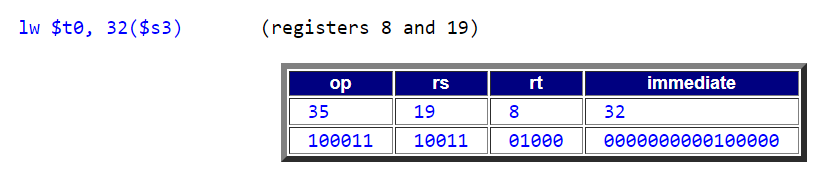 lw $t0, 32($s3) (registers 8 and 19)
op rs rt immediate
35 19 8 32
100011 10011 01000 0000000000100000